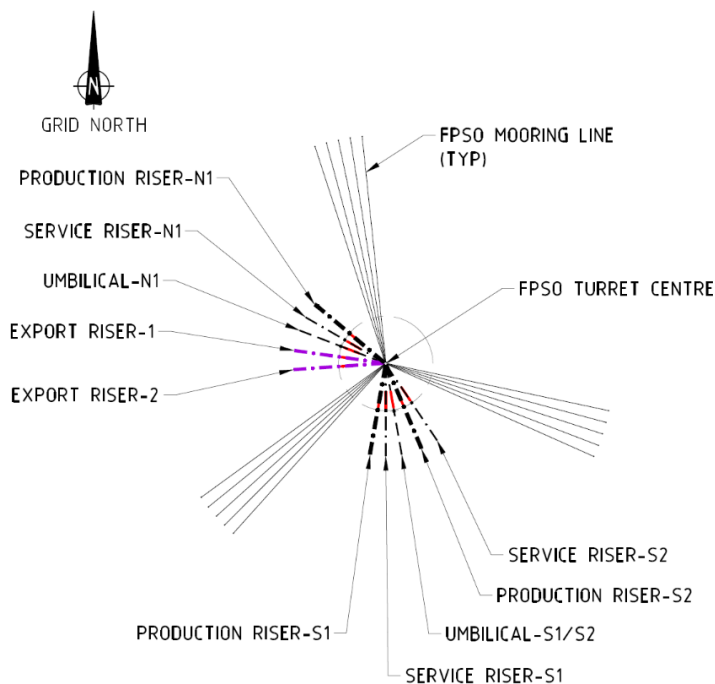 N
GRID NORTH
FPSO MOORING LINE
(TYP)
PRODUCTION RISER-N1
SERVICE RISER-N1
UMBILICAL-N1
FPSO TURRET CENTRE
EXPORT RISER-1
EXPORT RISER-2
SERVICE RISER-S2
PRODUCTION RISER-S2
PRODUCTION RISER-S1
UMBILICAL-S1/S2
SERVICE RISER-S1